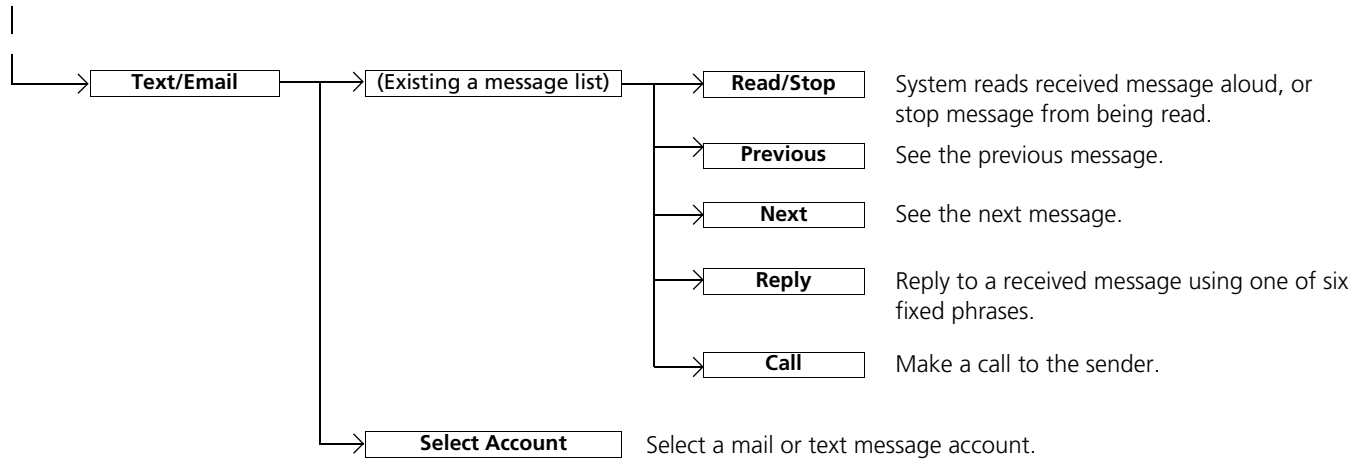 Text/Email
(Existing a message list)
Read/Stop
System reads received message aloud, or
stop message from being read.
Previous
See the previous message.
Next
See the next message.
Reply
Reply to a received message using one of six
fixed phrases.
Call
Make a call to the sender.
Select Account
Select a mail or text message account.